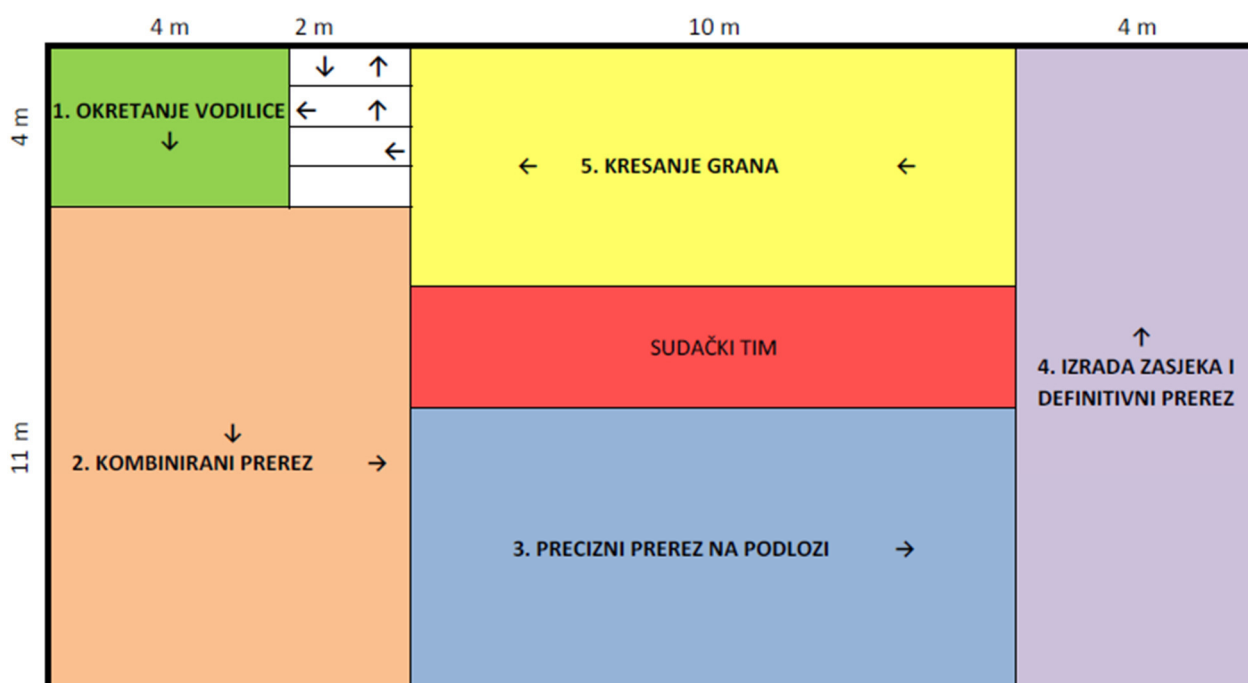 4 m 2 m 10 m 4 m
4 m
1. OKRETANJE VODILICE
↓
↓ ↑
← ↑
←
← 5. KRESANJE GRANA ←
SUDAČKI TIM
↑
4. IZRADA ZASJEKA I
DEFINITIVNI PREREZ
11 m
↓
2. KOMBINIRANI PREREZ →
3. PRECIZNI PREREZ NA PODLOZI →